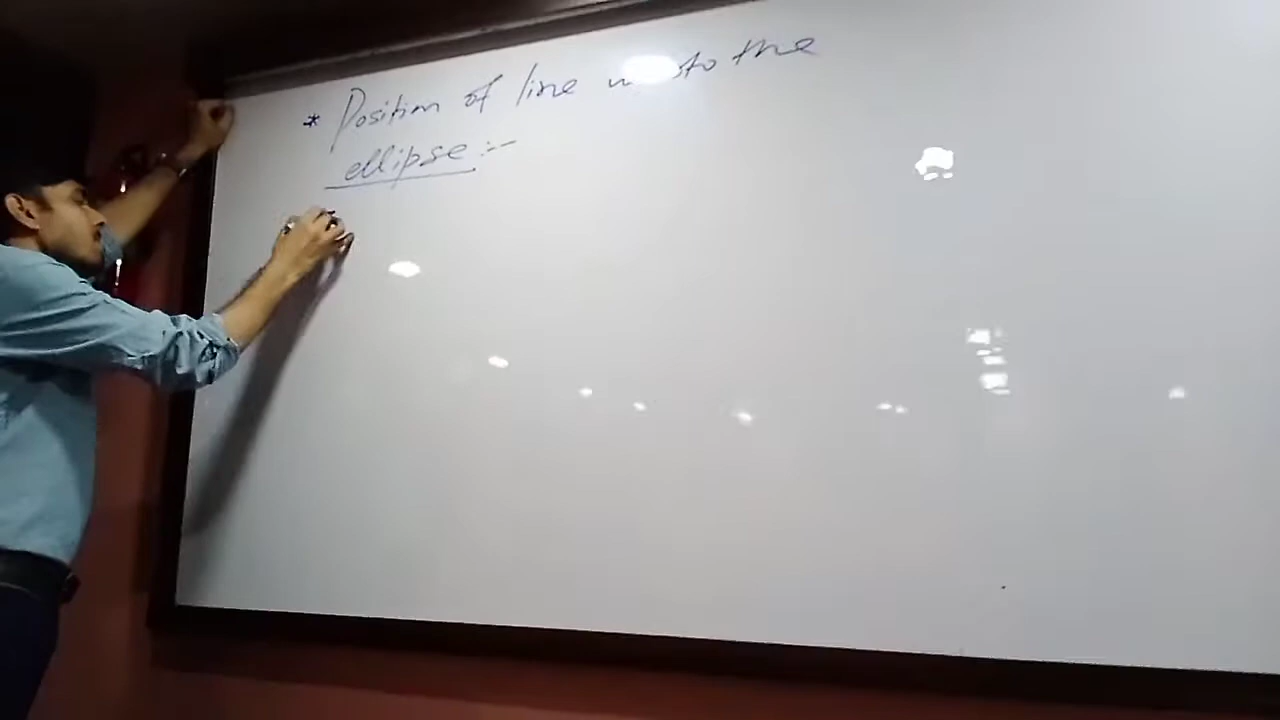 * Position of line to the
ellipse :-